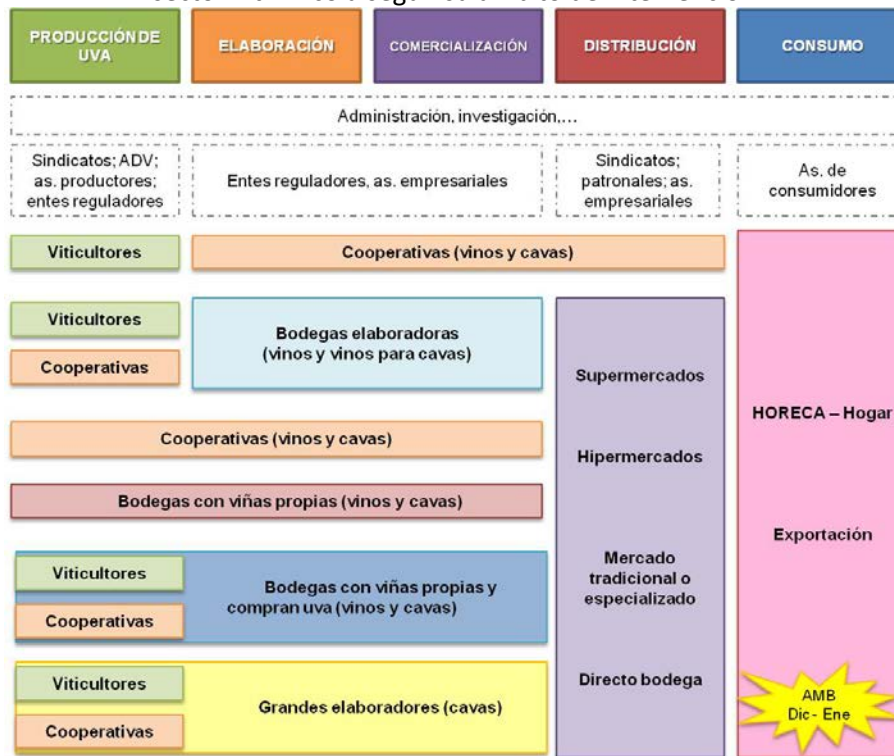 PRODUCCIÓN DE
UVA
ELABORACIÓN
COMERCIALIZACIÓN
DISTRIBUCIÓN
CONSUMO
Administración, investigación,...
Sindicatos; ADV;
as. productores;
entes reguladores
Entes reguladores, as. empresariales
Sindicatos;
patronales; as.
empresariales
As. de
consumidores
Viticultores
Cooperativas (vinos y cavas)
Viticultores
Cooperativas
Bodegas elaboradoras
(vinos y vinos para cavas)
Cooperativas (vinos y cavas)
Bodegas con viñas propias (vinos y cavas)
Viticultores
Cooperativas
Bodegas con viñas propias y
compran uva (vinos y cavas)
Viticultores
Cooperativas
Grandes elaboradores (cavas)
Supermercados
Hipermercados
Mercado
tradicional o
especializado
Directo bodega
HORECA – Hogar
Exportación
AMB
Dic- Ene